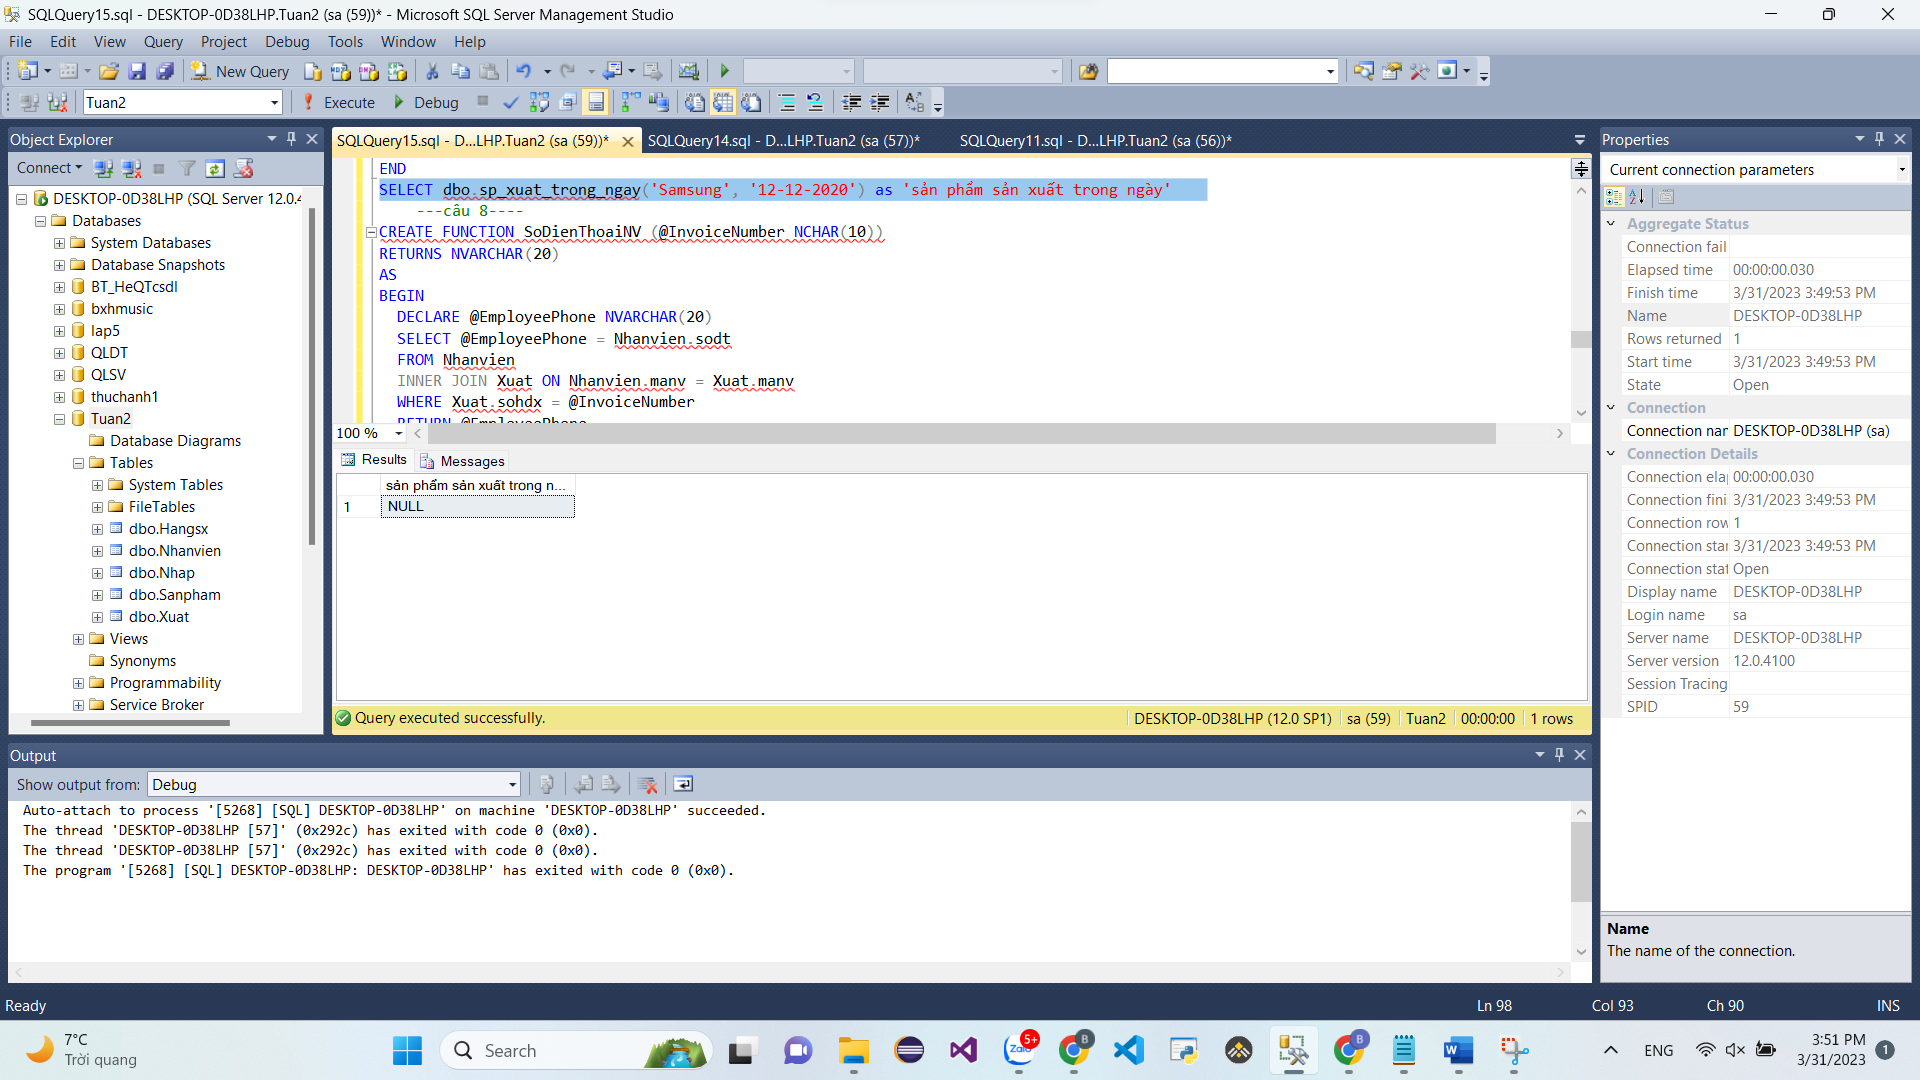 SQLQuery15.sql - DESKTOP-0D38LHP.Tuan2 (sa (59))* - Microsoft SQL Server Management Studio
File Edit View Query Project Debug Tools Window Help
New Query
Tuan2 Execute Debug
Object Explorer
Connect
DESKTOP-0D38LHP (SQL Server 12.0.4
Databases
System Databases
Database Snapshots
BT_HeQTcsdl
bxhmusic
lap5
QLDT
QLSV
thuchanh1
Tuan2
Database Diagrams
Tables
System Tables
FileTables
dbo.Hangsx
dbo.Nhanvien
dbo.Nhap
dbo.Sanpham
dbo.Xuat
Views
Synonyms
Programmability
Service Broker
SQLQuery15.sql - D...LHP.Tuan2 (sa (59))* SQLQuery14.sql - D...LHP.Tuan2 (sa (57))* SQLQuery11.sql - D...LHP.Tuan2 (sa (56))*
END
SELECT dbo.sp_xuat_trong_ngay('Samsung', '12-12-2020') as 'sản phẩm sản xuất trong ngày'
---câu 8----
CREATE FUNCTION SoDienThoaiNV (@InvoiceNumber NCHAR(10))
RETURNS NVARCHAR(20)
AS
BEGIN
DECLARE @EmployeePhone NVARCHAR(20)
SELECT @EmployeePhone = Nhanvien.sodt
FROM Nhanvien
INNER JOIN Xuat ON Nhanvien.manv = Xuat.manv
WHERE Xuat.sohdx = @InvoiceNumber
RETURN @EmployeePhone
100 %
Results Messages
sản phẩm sản xuất trong n...
1 NULL
Query executed successfully. DESKTOP-0D38LHP (12.0 SP1) sa (59) Tuan2 00:00:00 1 rows
Properties
Current connection parameters
Aggregate Status
Connection fail
Elapsed time 00:00:00.030
Finish time 3/31/2023 3:49:53 PM
Name DESKTOP-0D38LHP
Rows returned 1
Start time 3/31/2023 3:49:53 PM
State Open
Connection
Connection nar DESKTOP-0D38LHP (sa)
Connection Details
Connection ela 00:00:00.030
Connection fini 3/31/2023 3:49:53 PM
Connection row 1
Connection star 3/31/2023 3:49:53 PM
Connection stat Open
Display name DESKTOP-0D38LHP
Login name sa
Server name DESKTOP-0D38LHP
Server version 12.0.4100
Session Tracing
SPID 59
Name
The name of the connection.
Output
Show output from: Debug
Auto-attach to process '[5268] [SQL] DESKTOP-0D38LHP' on machine 'DESKTOP-0D38LHP' succeeded.
The thread 'DESKTOP-0D38LHP [57]' (0x292c) has exited with code 0 (0x0).
The thread 'DESKTOP-0D38LHP [57]' (0x292c) has exited with code 0 (0x0).
The program '[5268] [SQL] DESKTOP-0D38LHP: DESKTOP-0D38LHP' has exited with code 0 (0x0).
Ready Ln 98 Col 93 Ch 90 INS
7°C
Trời quang
Search
Zalo 5+
B
B
ENG
3:51 PM
3/31/2023
1